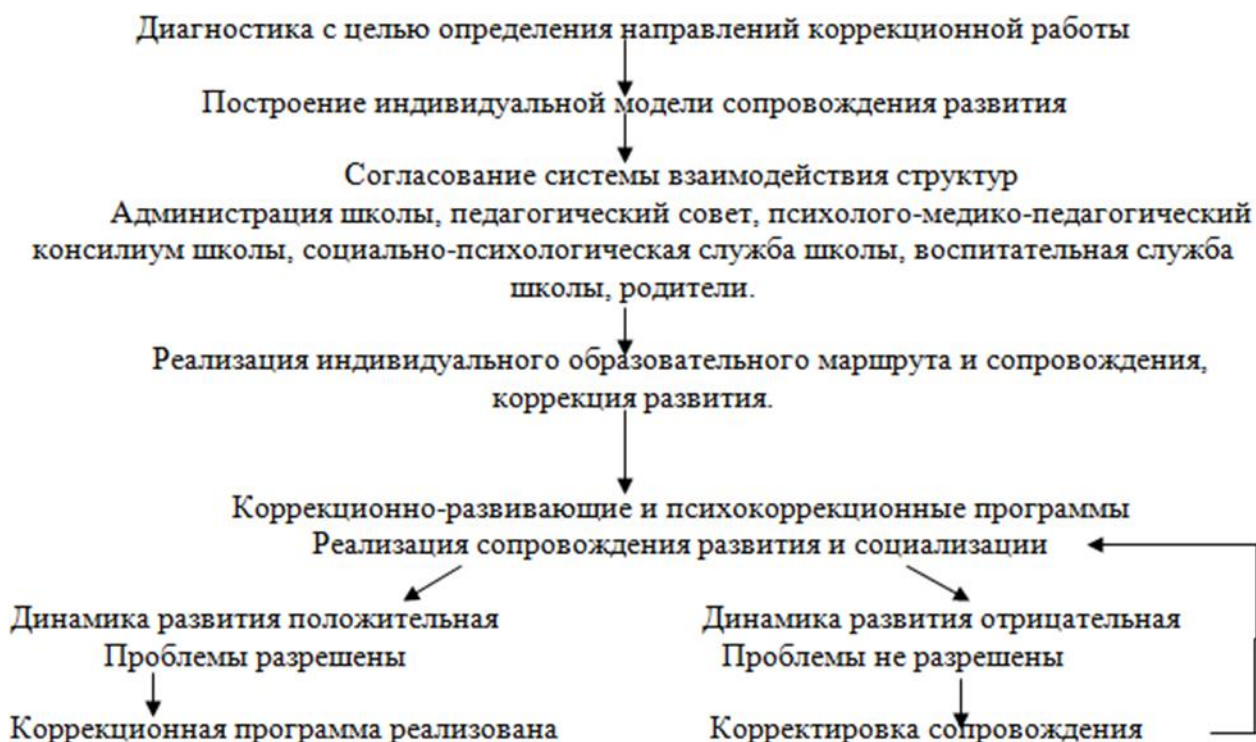 Диагностика с целью определения направлений коррекционной работы
Построение индивидуальной модели сопровождения развития
Согласование системы взаимодействия структур
Администрация школы, педагогический совет, психолого-медико-педагогический
консилиум школы, социально-психологическая служба школы, воспитательная служба
школы, родители.
Реализация индивидуального образовательного маршрута и сопровождения,
коррекция развития.
Коррекционно-развивающие и психокоррекционные программы
Реализация сопровождения развития и социализации
Динамика развития положительная
Проблемы разрешены
Коррекционная программа реализована
Динамика развития отрицательная
Проблемы не разрешены
Корректировка сопровождения